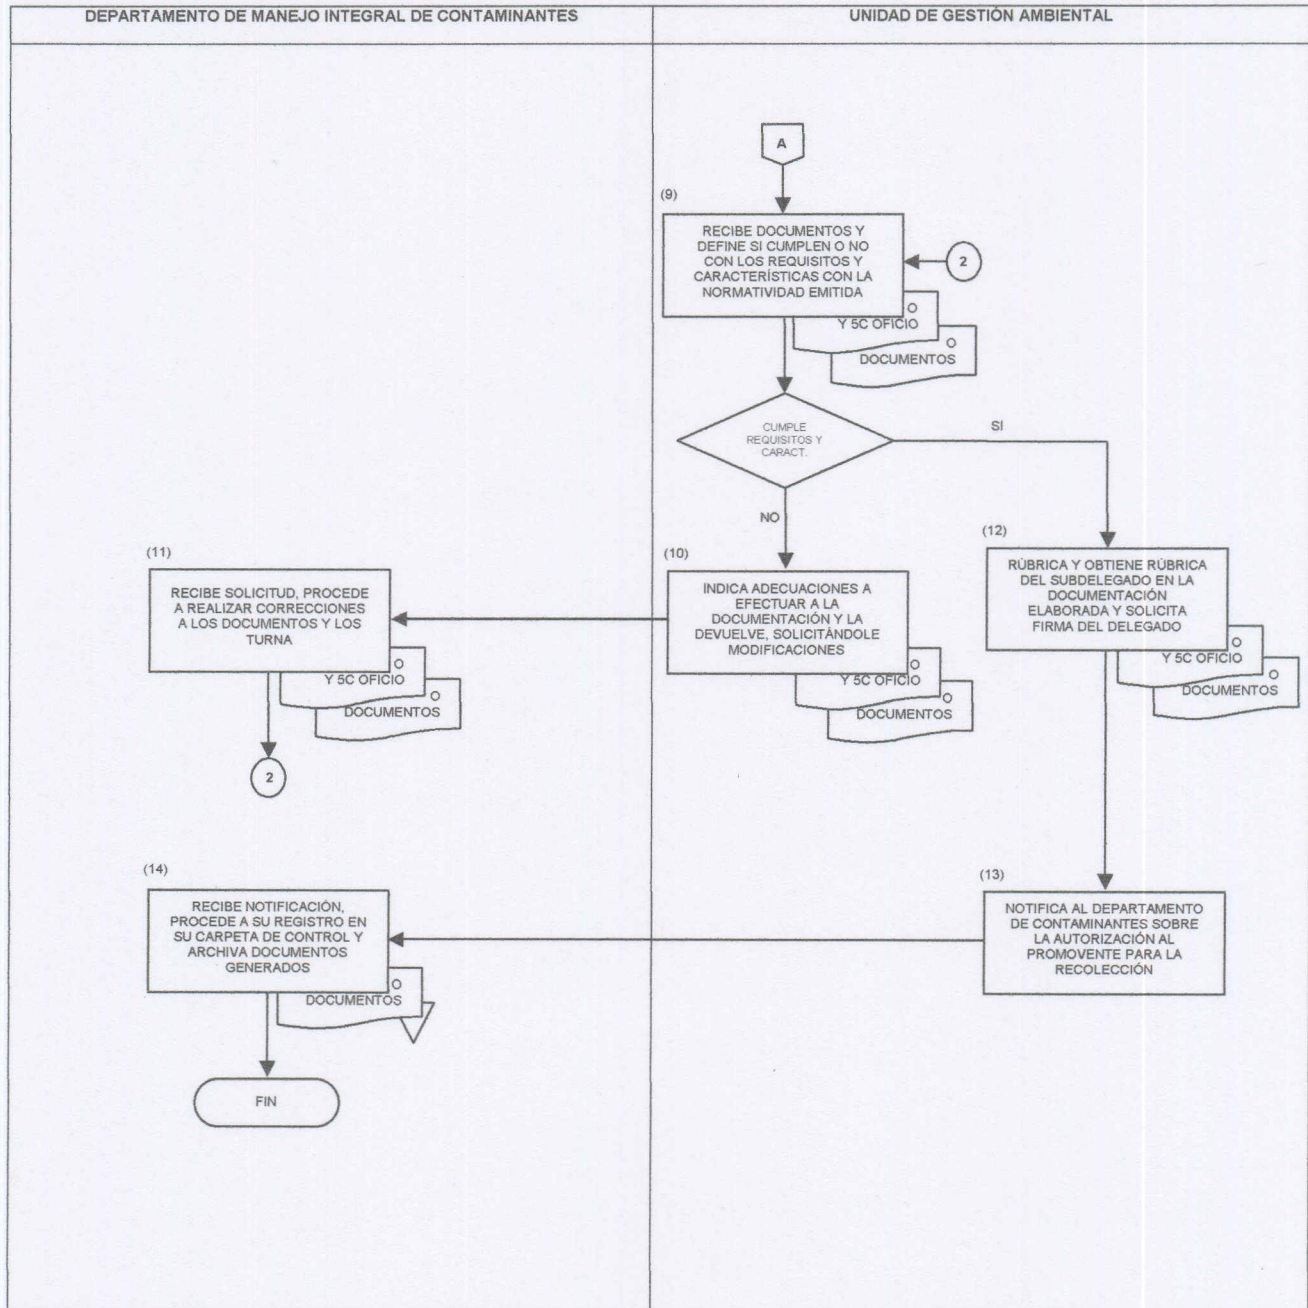 DEPARTAMENTO DE MANEJO INTEGRAL DE CONTAMINANTES
UNIDAD DE GESTIÓN AMBIENTAL
A
(9)
RECIBE DOCUMENTOS Y
DEFINE SI CUMPLEN O NO
CON LOS REQUISITOS Y
CARACTERÍSTICAS CON LA
NORMATIVIDAD EMITIDA
2
O
Y 5C OFICIO
O
DOCUMENTOS
CUMPLE
REQUISITOS Y
CARACT.
SI
NO
(11)
RECIBE SOLICITUD, PROCEDE
A REALIZAR CORRECCIONES
A LOS DOCUMENTOS Y LOS
TURNA
O
Y 5C OFICIO
O
DOCUMENTOS
2
(10)
INDICA ADECUACIONES A
EFECTUAR A LA
DOCUMENTACIÓN Y LA
DEVUELVE, SOLICITÁNDOLE
MODIFICACIONES
O
Y 5C OFICIO
O
DOCUMENTOS
(12)
RÚBRICA Y OBTIENE RÚBRICA
DEL SUBDELEGADO EN LA
DOCUMENTACIÓN
ELABORADA Y SOLICITA
FIRMA DEL DELEGADO
O
Y 5C OFICIO
O
DOCUMENTOS
(14)
RECIBE NOTIFICACIÓN,
PROCEDE A SU REGISTRO EN
SU CARPETA DE CONTROL Y
ARCHIVA DOCUMENTOS
GENERADOS
O
DOCUMENTOS
FIN
(13)
NOTIFICA AL DEPARTAMENTO
DE CONTAMINANTES SOBRE
LA AUTORIZACIÓN AL
PROMOVENTE PARA LA
RECOLECCIÓN